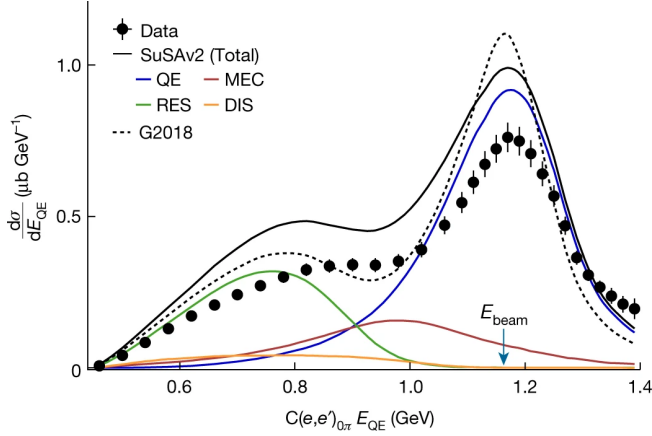 Data
SuSAv2 (Total)
QE MEC
RES DIS
G2018
1.0
0.5
0
dσ
dE_QE (μb GeV⁻¹)
E_beam
0.6 0.8 1.0 1.2 1.4
C(e,e′)₀π E_QE (GeV)